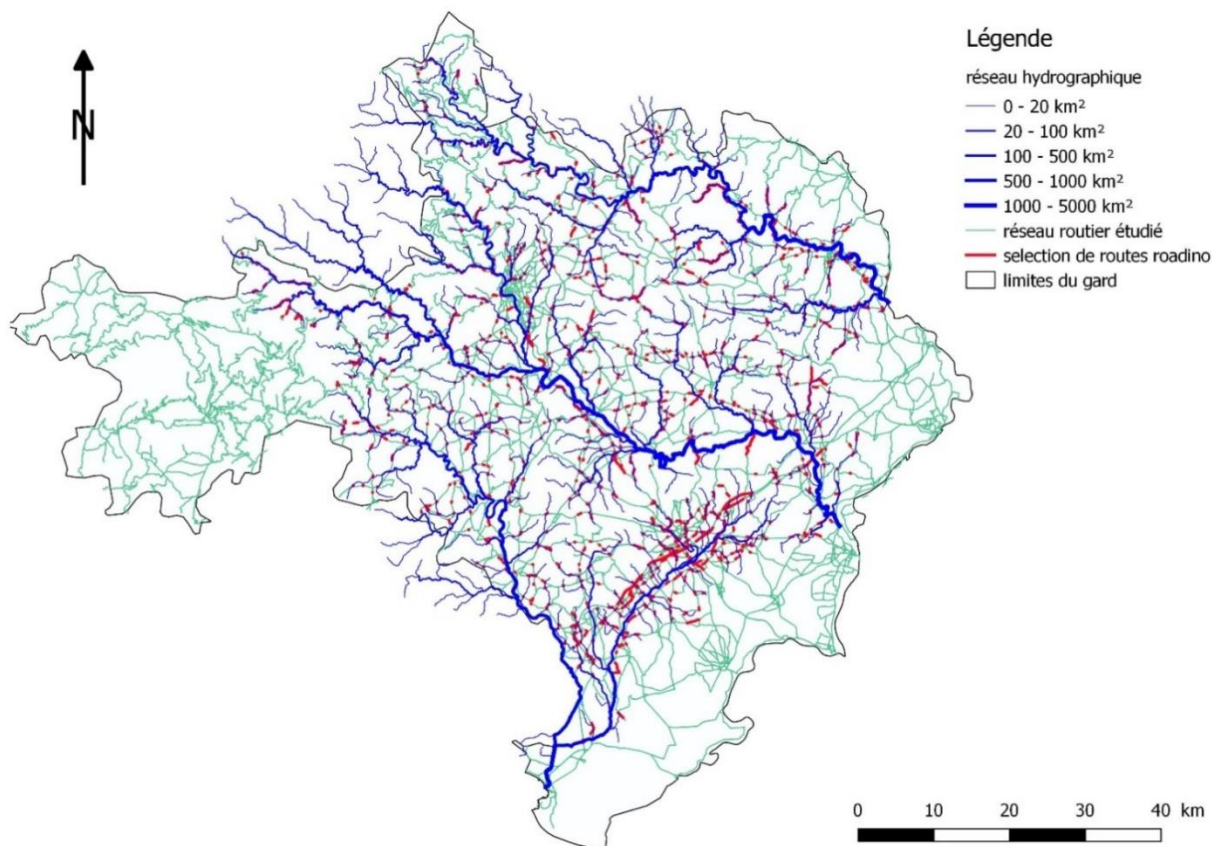 N
Légende
réseau hydrographique
0 - 20 km²
20 - 100 km²
100 - 500 km²
500 - 1000 km²
1000 - 5000 km²
réseau routier étudié
selection de routes roadino
limites du gard
0 10 20 30 40 km